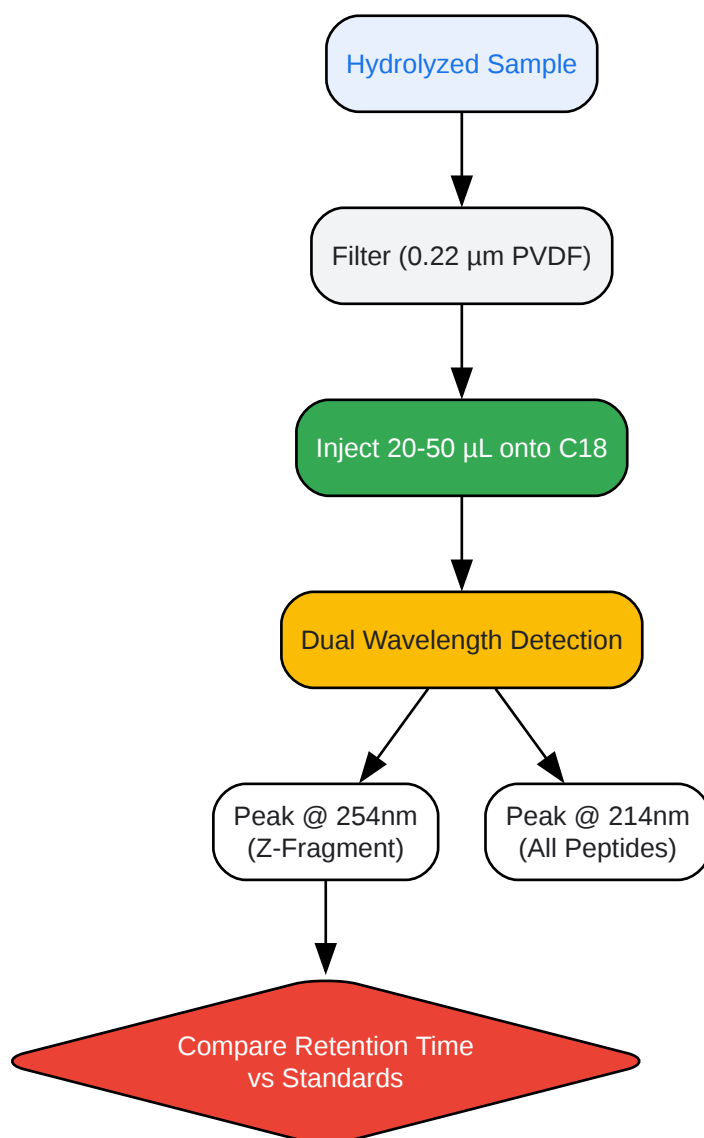 Hydrolyzed Sample
Filter (0.22 µm PVDF)
Inject 20-50 µL onto C18
Dual Wavelength Detection
Peak @ 254nm
(Z-Fragment)
Peak @ 214nm
(All Peptides)
Compare Retention Time
vs Standards